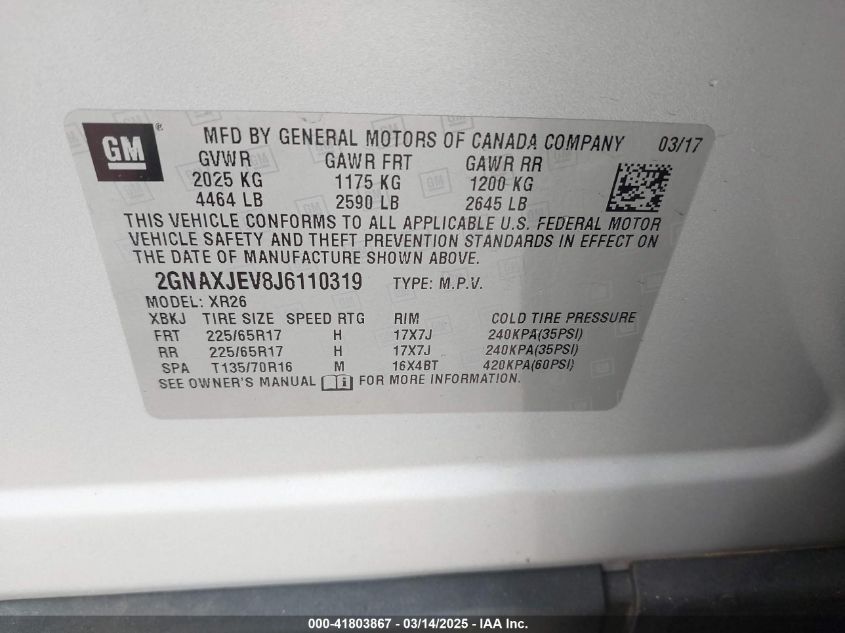 GM ® MFD BY GENERAL MOTORS OF CANADA COMPANY 03/17
GVWR GAWR FRT GAWR RR
2025 KG 1175 KG 1200 KG
4464 LB 2590 LB 2645 LB
THIS VEHICLE CONFORMS TO ALL APPLICABLE U.S. FEDERAL MOTOR
VEHICLE SAFETY AND THEFT PREVENTION STANDARDS IN EFFECT ON
THE DATE OF MANUFACTURE SHOWN ABOVE.
2GNAXJEV8J6110319 TYPE: M.P.V.
MODEL: XR26
XBKJ TIRE SIZE SPEED RTG RIM COLD TIRE PRESSURE
FRT 225/65R17 H 17X7J 240KPA(35PSI)
RR 225/65R17 H 17X7J 240KPA(35PSI)
SPA T135/70R16 M 16X4BT 420KPA(60PSI)
SEE OWNER'S MANUAL FOR MORE INFORMATION.
000-41803867 - 03/14/2025 - IAA Inc.